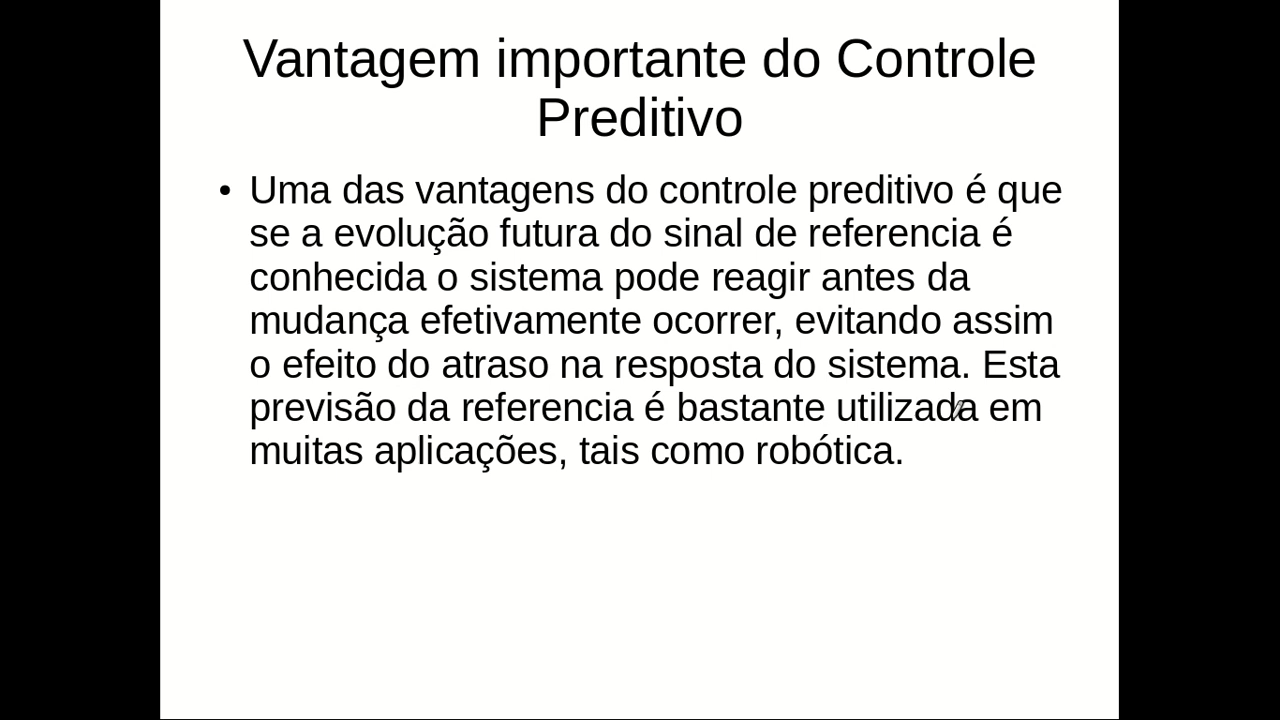 Vantagem importante do Controle
Preditivo
• Uma das vantagens do controle preditivo é que
se a evolução futura do sinal de referencia é
conhecida o sistema pode reagir antes da
mudança efetivamente ocorrer, evitando assim
o efeito do atraso na resposta do sistema. Esta
previsão da referencia é bastante utilizada em
muitas aplicações, tais como robótica.